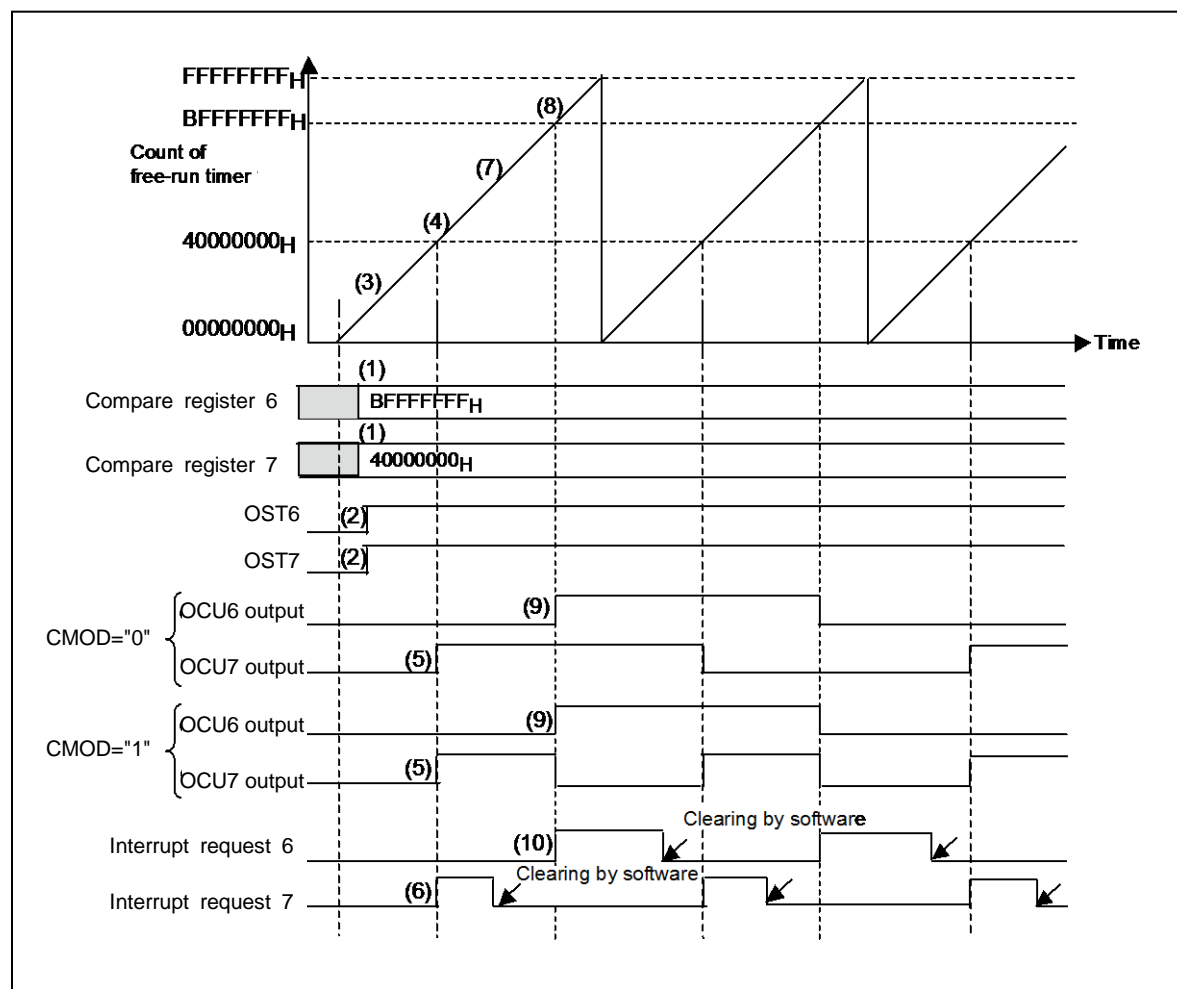 FFFFFFFFH
BFFFFFFFH
(8)
Count of
free-run timer
(7)
(4)
40000000H
(3)
00000000H
Time
(1)
Compare register 6
BFFFFFFFH
(1)
Compare register 7
40000000H
OST6
(2)
OST7
(2)
CMOD="0"
OCU6 output
(9)
OCU7 output
(5)
CMOD="1"
OCU6 output
(9)
OCU7 output
(5)
Clearing by software
Interrupt request 6
(10)
Clearing by software
Interrupt request 7
(6)